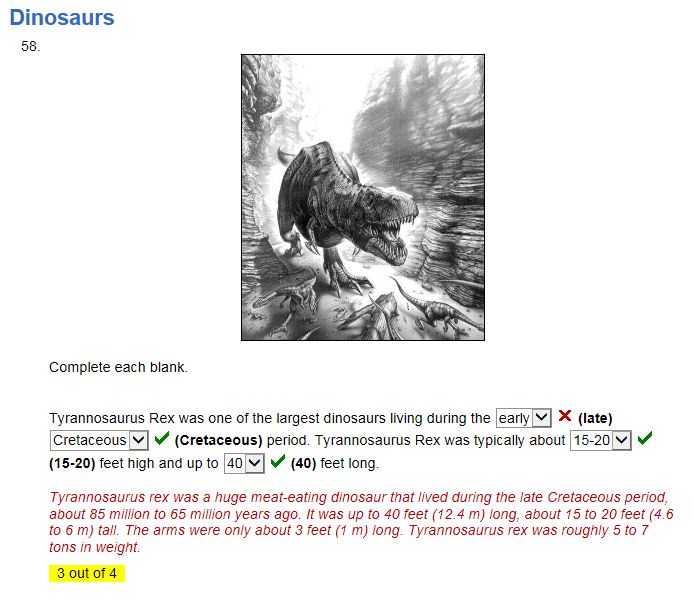 Dinosaurs
58.
Complete each blank.
Tyrannosaurus Rex was one of the largest dinosaurs living during the early (late)
Cretaceous (Cretaceous) period. Tyrannosaurus Rex was typically about 15-20
(15-20) feet high and up to 40 (40) feet long.
Tyrannosaurus rex was a huge meat-eating dinosaur that lived during the late Cretaceous period,
about 85 million to 65 million years ago. It was up to 40 feet (12.4 m) long, about 15 to 20 feet (4.6
to 6 m) tall. The arms were only about 3 feet (1 m) long. Tyrannosaurus rex was roughly 5 to 7
tons in weight.
3 out of 4